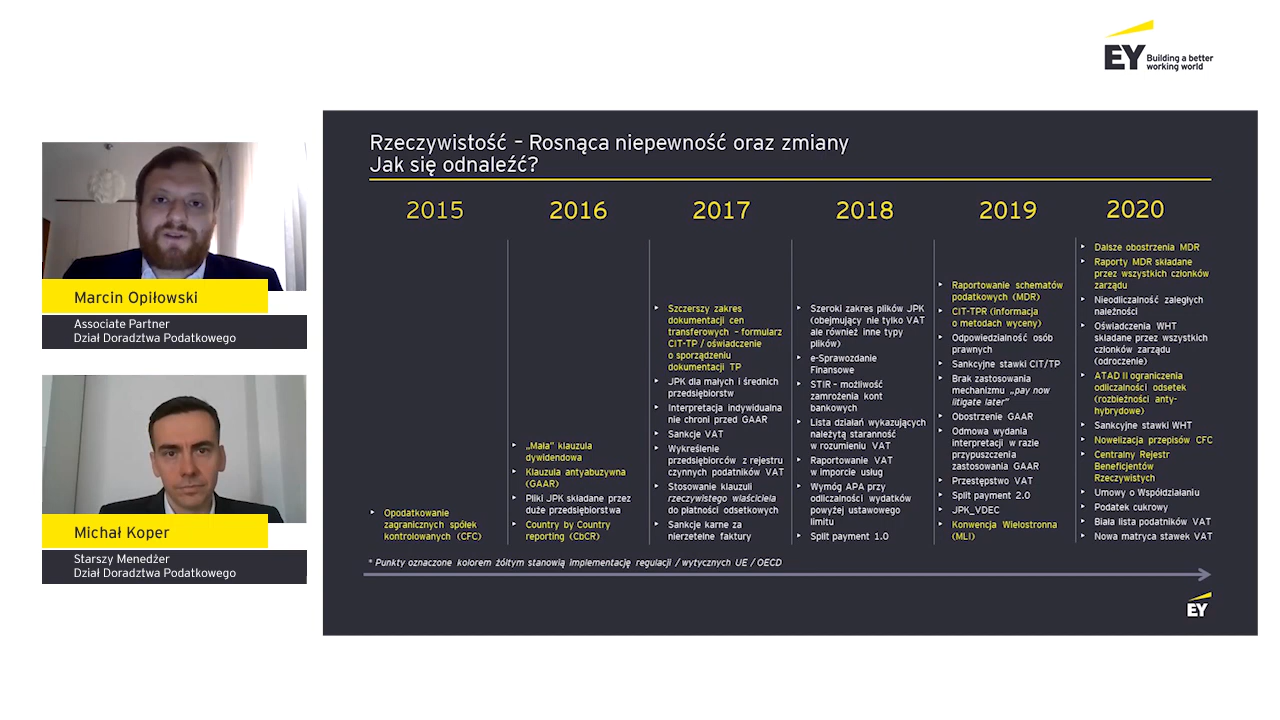 EY Building a better
working world
Marcin Opiłowski
Associate Partner
Dział Doradztwa Podatkowego
Michał Koper
Starszy Menedżer
Dział Doradztwa Podatkowego
Rzeczywistość – Rosnąca niepewność oraz zmiany
Jak się odnaleźć?
2015
Opodatkowanie
zagranicznych spółek
kontrolowanych (CFC)
2016
„Mała” klauzula
dywidendowa
Klauzula antyabuzywna
(GAAR)
Pliki JPK składane przez
duże przedsiębiorstwa
Country by Country
reporting (CbCR)
2017
Szczerszy zakres
dokumentacji cen
transferowych – formularz
CIT-TP / oświadczenie
o sporządzeniu
dokumentacji TP
JPK dla małych i średnich
przedsiębiorstw
Interpretacja indywidualna
nie chroni przed GAAR
Sankcje VAT
Wykreślenie
przedsiębiorców z rejestru
czynnych podatników VAT
Stosowanie klauzuli
rzeczywistego właściciela
do płatności odsetkowych
Sankcje karne za
nierzetelne faktury
2018
Szeroki zakres plików JPK
(obejmujący nie tylko VAT
ale również inne typy
plików)
e-Sprawozdanie
Finansowe
STIR – możliwość
zamrożenia kont
bankowych
Lista działań wykazujących
należytą staranność
w rozumieniu VAT
Raportowanie VAT
w imporcie usług
Wymóg APA przy
odliczalności wydatków
powyżej ustawowego
limitu
Split payment 1.0
2019
Raportowanie schematów
podatkowych (MDR)
CIT-TPR (informacja
o metodach wyceny)
Odpowiedzialność osób
prawnych
Sankcyjne stawki CIT/TP
Brak zastosowania
mechanizmu „pay now
litigate later”
Obostrzenie GAAR
Odmowa wydania
interpretacji w razie
przypuszczenia
zastosowania GAAR
Przestępstwo VAT
Split payment 2.0
JPK_VDEC
Konwencja Wielostronna
(MLI)
2020
Dalsze obostrzenia MDR
Raporty MDR składane
przez wszystkich członków
zarządu
Nieodliczalność zaległych
należności
Oświadczenia WHT
składane przez wszystkich
członków zarządu
(odroczenie)
ATAD II ograniczenia
odliczalności odsetek
(rozbieżności anty-
hybrydowe)
Sankcyjne stawki WHT
Nowelizacja przepisów CFC
Centralny Rejestr
Beneficjentów
Rzeczywistych
Umowy o Współdziałaniu
Podatek cukrowy
Biała lista podatników VAT
Nowa matryca stawek VAT
* Punkty oznaczone kolorem żółtym stanowią implementację regulacji / wytycznych UE / OECD
EY